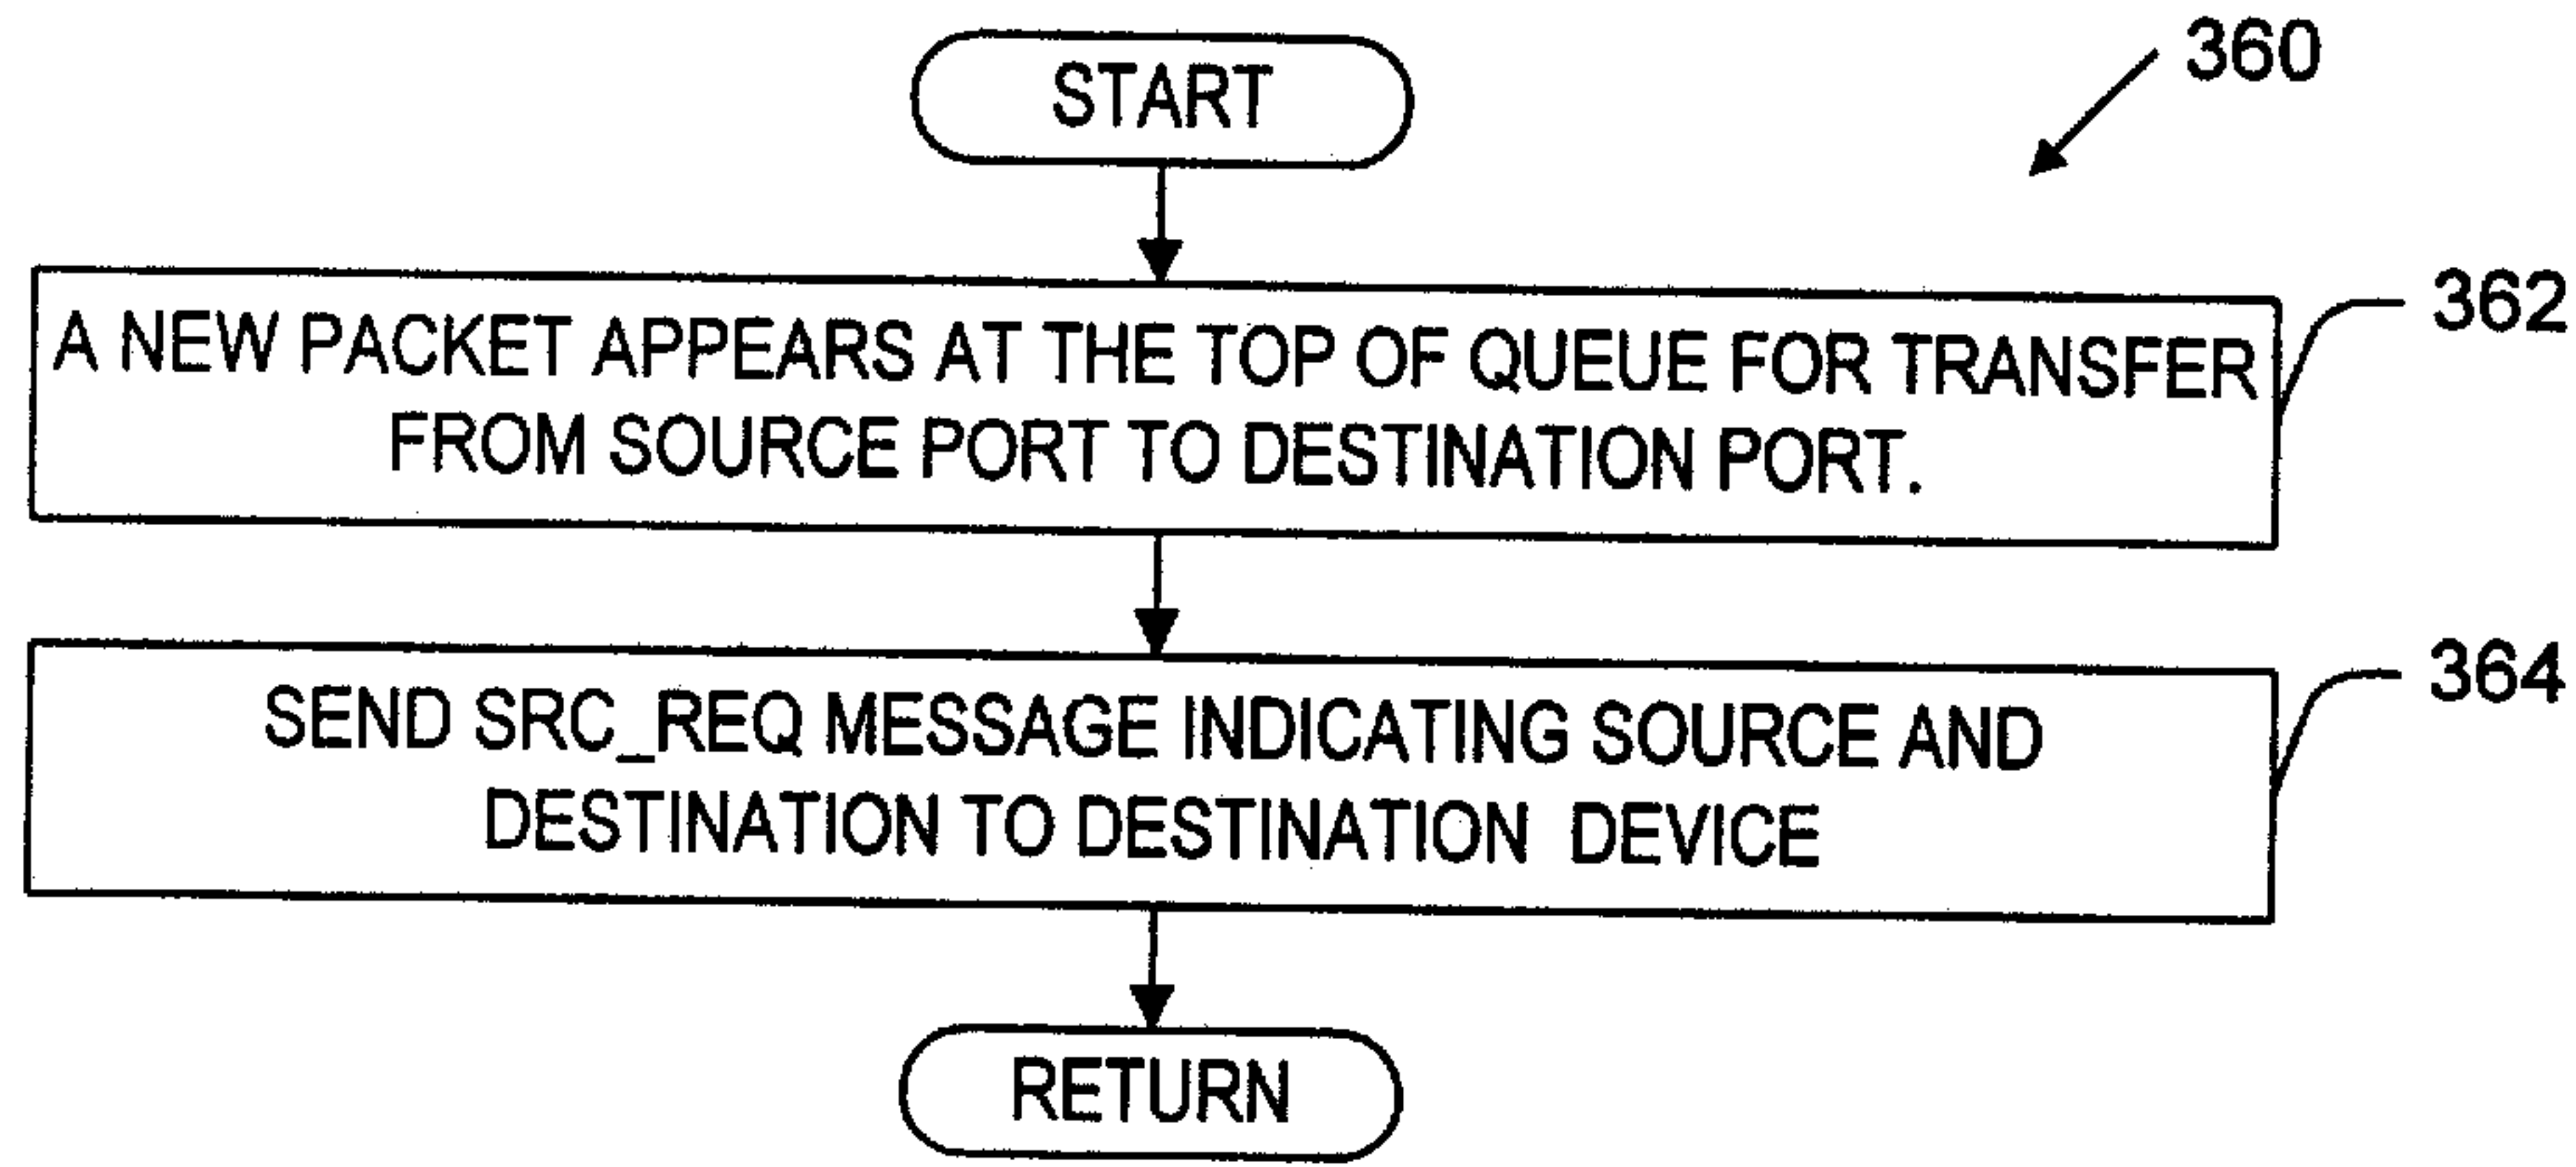 START
360
A NEW PACKET APPEARS AT THE TOP OF QUEUE FOR TRANSFER
FROM SOURCE PORT TO DESTINATION PORT.
362
SEND SRC_REQ MESSAGE INDICATING SOURCE AND
DESTINATION TO DESTINATION DEVICE
364
RETURN